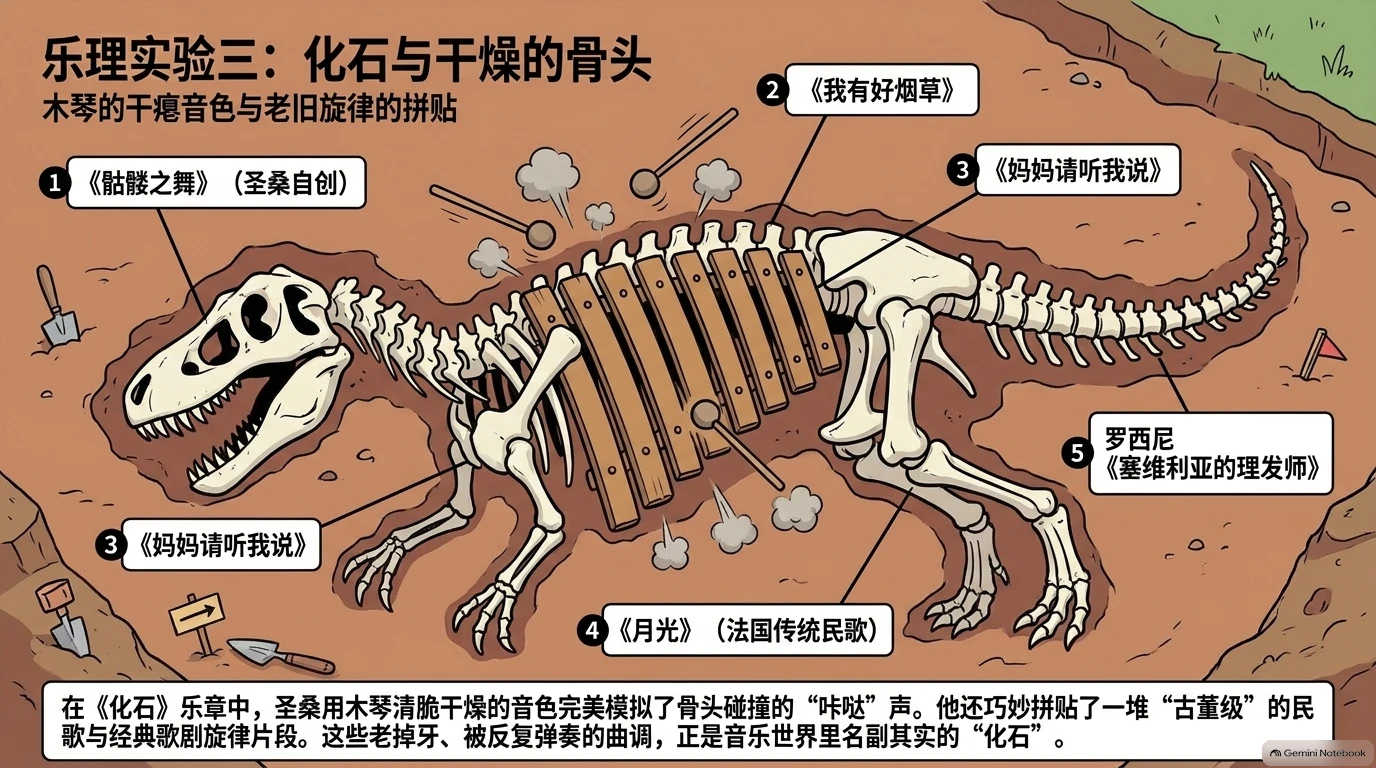 乐理实验三：化石与干燥的骨头
木琴的干瘪音色与老旧旋律的拼贴
1 《骷髅之舞》（圣桑自创）
2 《我有好烟草》
3 《妈妈请听我说》
3 《妈妈请听我说》
4 《月光》（法国传统民歌）
5 罗西尼
《塞维利亚的理发师》
在《化石》乐章中，圣桑用木琴清脆干燥的音色完美模拟了骨头碰撞的“咔哒”声。他还巧妙拼贴了一堆“古董级”的民
歌与经典歌剧旋律片段。这些老掉牙、被反复弹奏的曲调，正是音乐世界里名副其实的“化石”。
Gemini Notebook